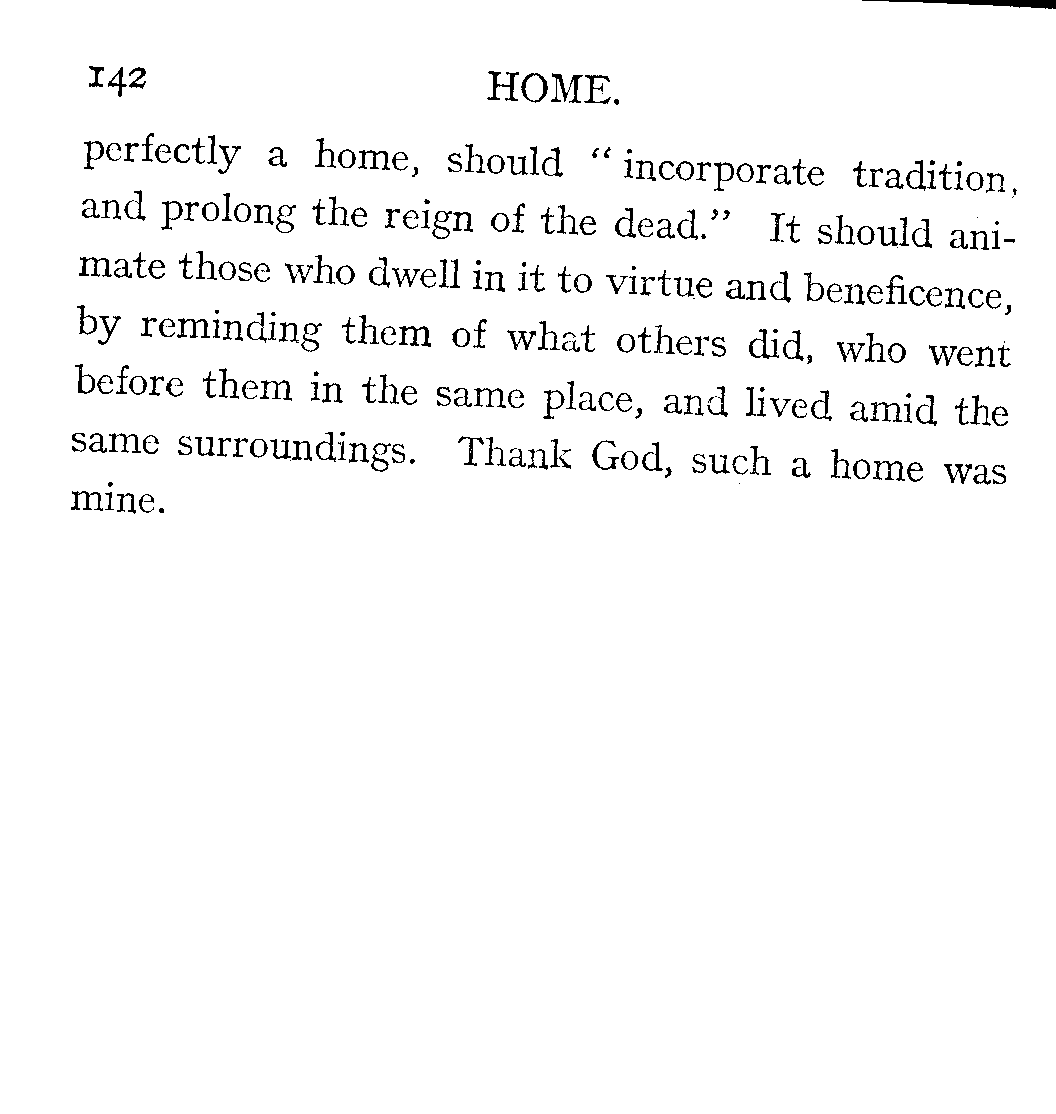 142 HOME.
perfectly a home, should “incorporate tradition,
and prolong the reign of the dead.” It should ani-
mate those who dwell in it to virtue and beneficence,
by reminding them of what others did, who went
before them in the same place, and lived amid the
same surroundings. Thank God, such a home was
mine.